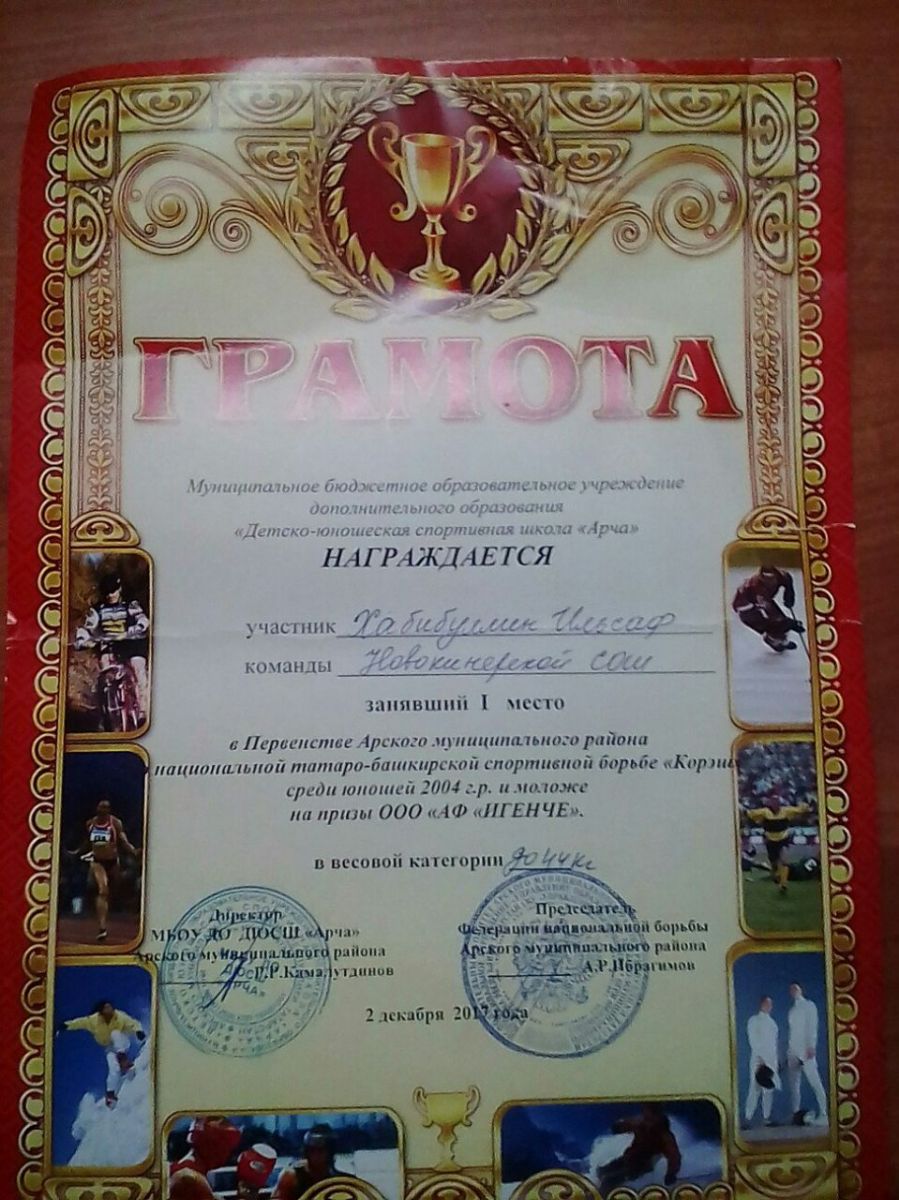 ГРАМОТА
Муниципальное бюджетное образовательное учреждение
дополнительного образования
«Детско-юношеская спортивная школа «Арча»
НАГРАЖДАЕТСЯ
участник Хабибуллин Ильсаф
команды Новокинерской сош
занявший I место
в Первенстве Арского муниципального района
национальной татаро-башкирской спортивной борьбе «Корэш»
среди юношей 2004 г.р. и моложе
на призы ООО «АФ «ИГЕНЧЕ».
в весовой категории до 44 кг
Директор
МБОУ ДО ДЮСШ «Арча»
Арского муниципального района
Р.Р.Камалутдинов
Председатель
Федерации национальной борьбы
Арского муниципального района
А.Р.Ибрагимов
2 декабря 2017 года